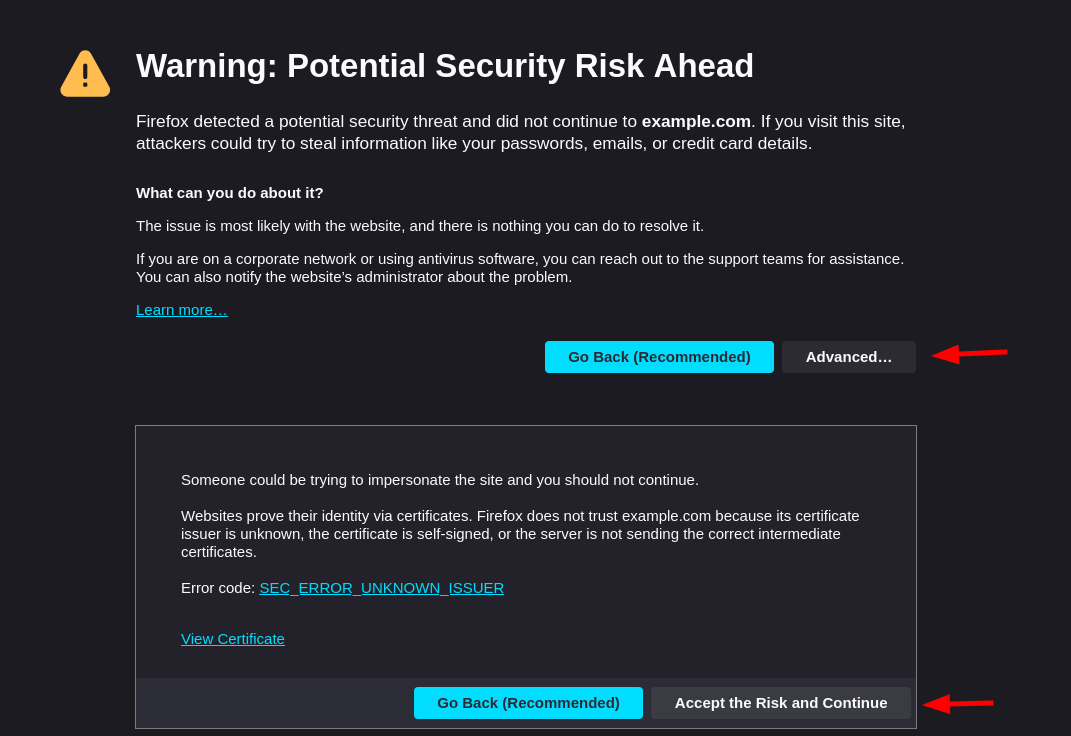 Warning: Potential Security Risk Ahead
Firefox detected a potential security threat and did not continue to example.com. If you visit this site,
attackers could try to steal information like your passwords, emails, or credit card details.
What can you do about it?
The issue is most likely with the website, and there is nothing you can do to resolve it.
If you are on a corporate network or using antivirus software, you can reach out to the support teams for assistance.
You can also notify the website’s administrator about the problem.
Learn more…
Go Back (Recommended) Advanced…
Someone could be trying to impersonate the site and you should not continue.
Websites prove their identity via certificates. Firefox does not trust example.com because its certificate
issuer is unknown, the certificate is self-signed, or the server is not sending the correct intermediate
certificates.
Error code: SEC_ERROR_UNKNOWN_ISSUER
View Certificate
Go Back (Recommended) Accept the Risk and Continue